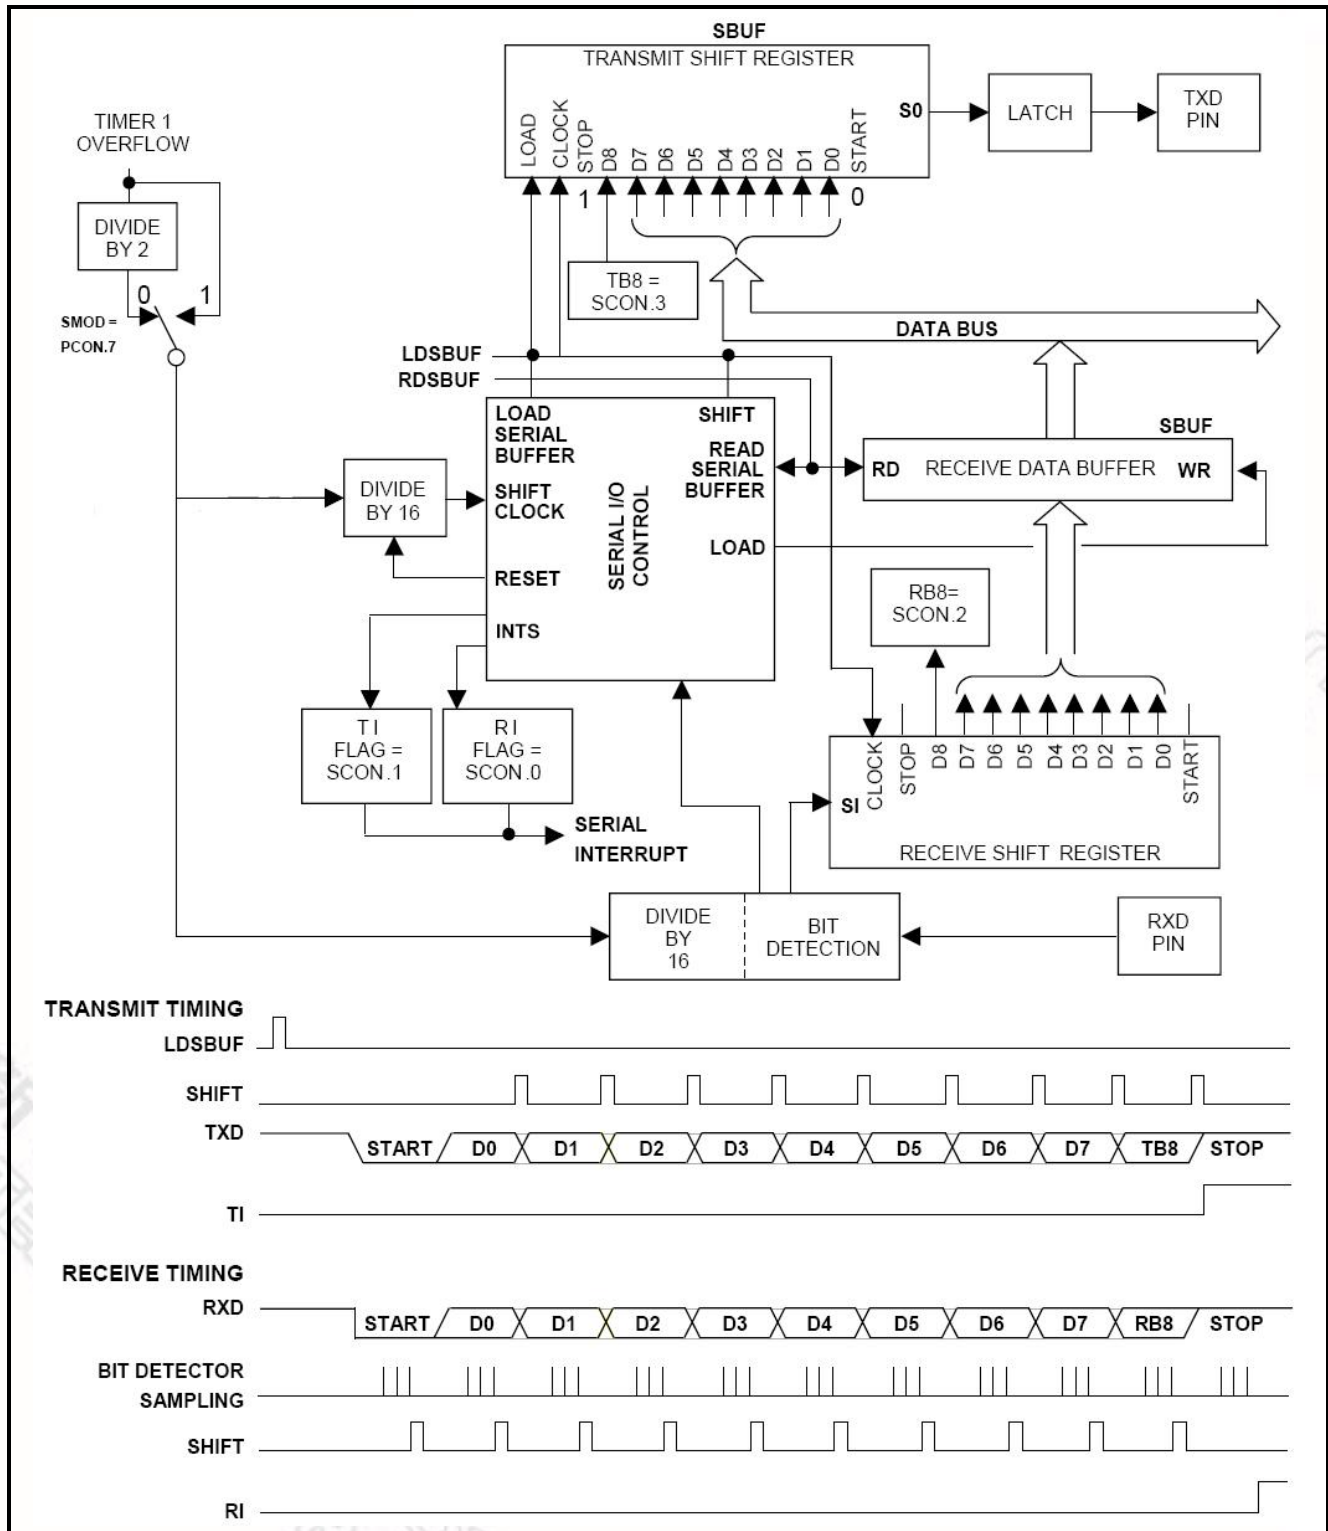 SBUF
TRANSMIT SHIFT REGISTER
LOAD
CLOCK
STOP
D8
D7
D6
D5
D4
D3
D2
D1
D0
START
S0
LATCH
TXD
PIN
1
0
TIMER 1
OVERFLOW
DIVIDE
BY 2
0
1
SMOD =
PCON.7
TB8 =
SCON.3
DATA BUS
LDSBUF
RDSBUF
LOAD
SERIAL
BUFFER
SHIFT
READ
SERIAL
BUFFER
SHIFT
CLOCK
SERIAL I/O
CONTROL
LOAD
RESET
INTS
DIVIDE
BY 16
SBUF
RD
RECEIVE DATA BUFFER
WR
RB8=
SCON.2
TI
FLAG =
SCON.1
RI
FLAG =
SCON.0
SERIAL
INTERRUPT
SI
CLOCK
STOP
D8
D7
D6
D5
D4
D3
D2
D1
D0
START
RECEIVE SHIFT REGISTER
DIVIDE
BY
16
BIT
DETECTION
RXD
PIN
TRANSMIT TIMING
LDSBUF
SHIFT
TXD
START D0 D1 D2 D3 D4 D5 D6 D7 TB8 STOP
TI
RECEIVE TIMING
RXD
START D0 D1 D2 D3 D4 D5 D6 D7 RB8 STOP
BIT DETECTOR
SAMPLING
SHIFT
RI